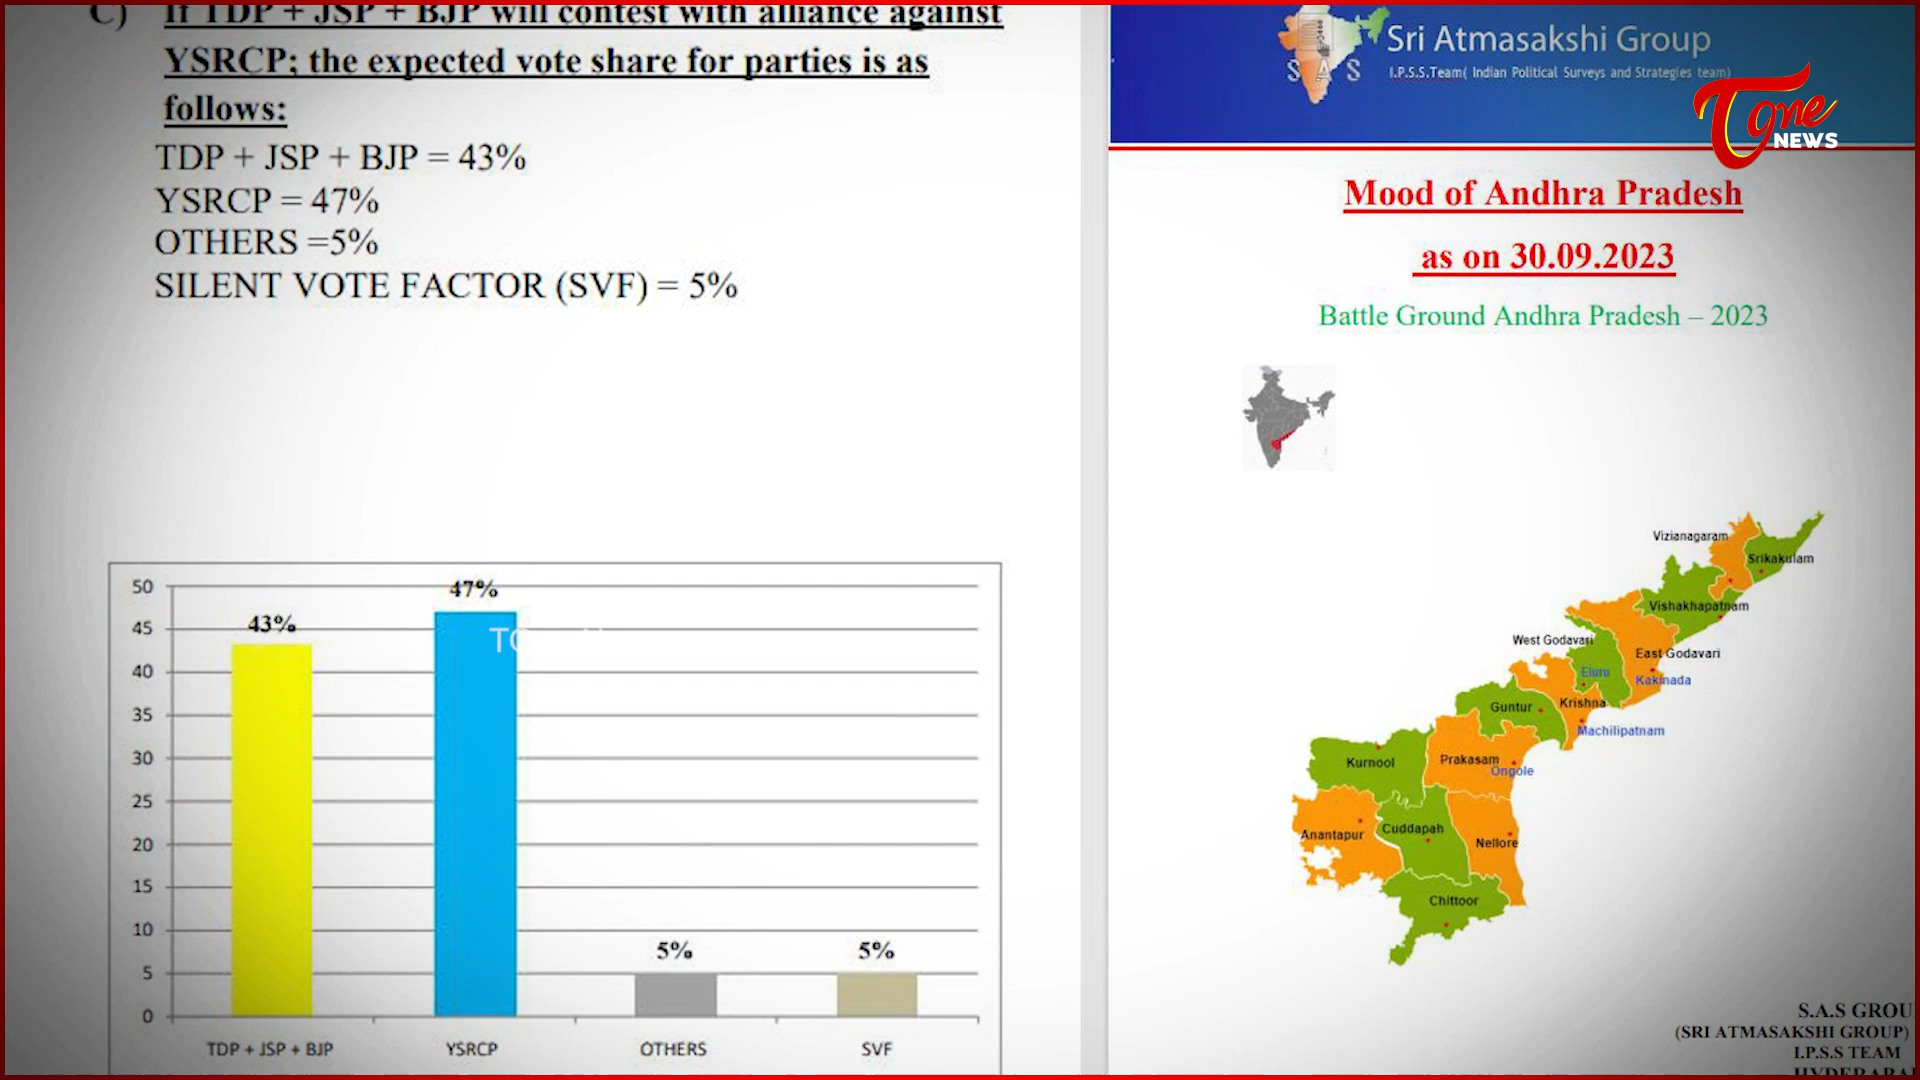 C) If TDP + JSP + BJP will contest with alliance against
YSRCP; the expected vote share for parties is as
follows:
TDP + JSP + BJP = 43%
YSRCP = 47%
OTHERS =5%
SILENT VOTE FACTOR (SVF) = 5%
50
45
40
35
30
25
20
15
10
5
0
43%
47%
5%
5%
TDP + JSP + BJP
YSRCP
OTHERS
SVF
SAS
Sri Atmasakshi Group
I.P.S.S.Team( Indian Political Surveys and Strategies team)
Tone
NEWS
Mood of Andhra Pradesh
as on 30.09.2023
Battle Ground Andhra Pradesh – 2023
Vizianagaram
Srikakulam
Vishakhapatnam
West Godavari
East Godavari
Eluru
Kakinada
Krishna
Guntur
Machilipatnam
Kurnool
Prakasam
Ongole
Anantapur
Cuddapah
Nellore
Chittoor
S.A.S GROU
(SRI ATMASAKSHI GROUP)
I.P.S.S TEAM
HYDERABA